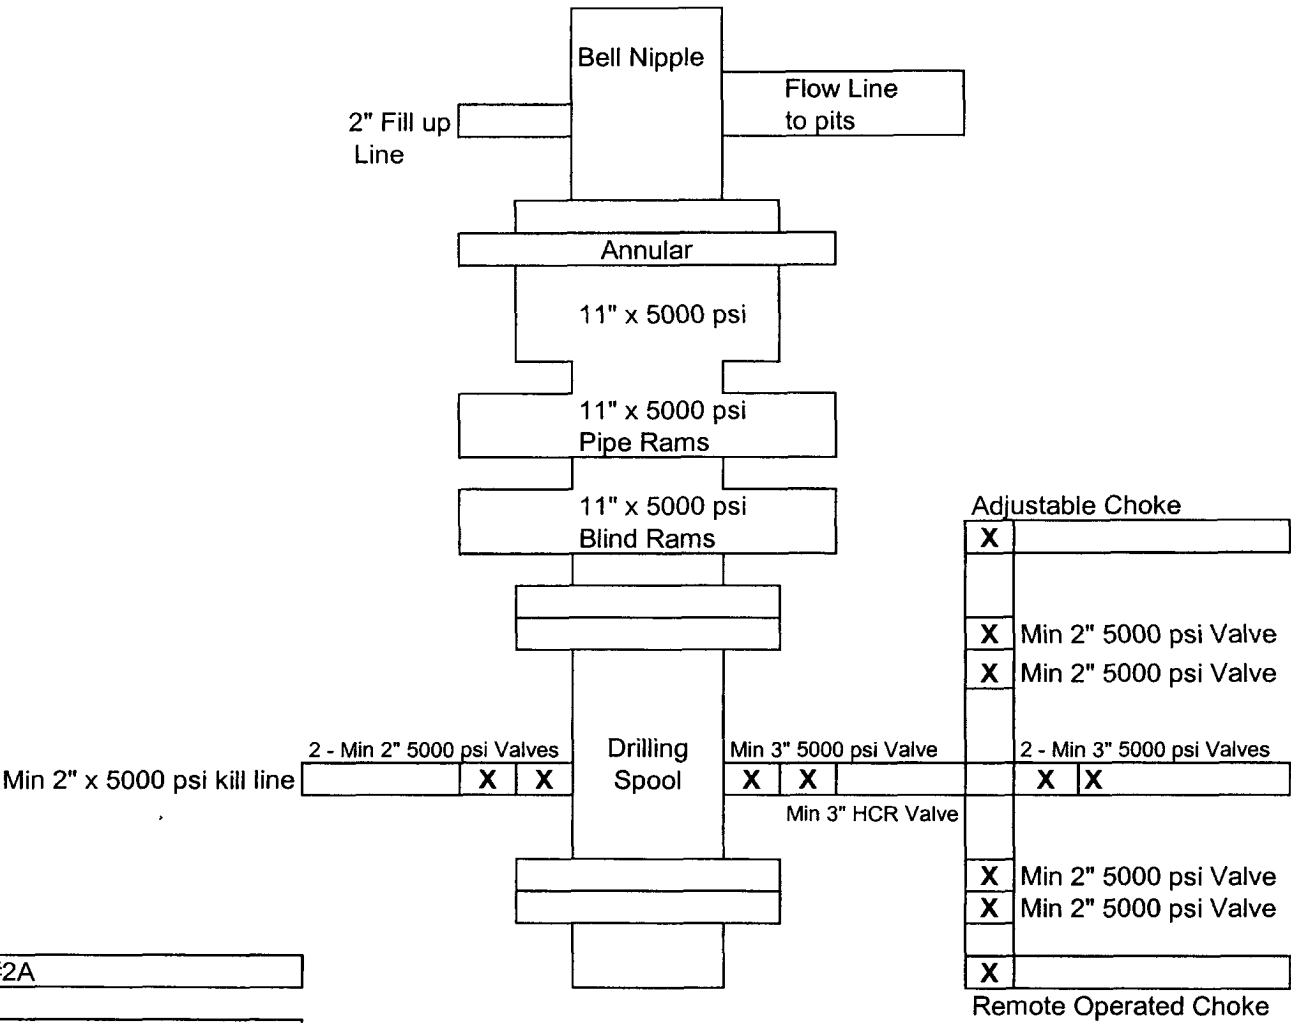 Bell Nipple
Flow Line
to pits
2" Fill up
Line
Annular
11" x 5000 psi
11" x 5000 psi
Pipe Rams
11" x 5000 psi
Blind Rams
Adjustable Choke
X
X Min 2" 5000 psi Valve
X Min 2" 5000 psi Valve
2 - Min 2" 5000 psi Valves
Drilling
Spool
Min 3" 5000 psi Valve
2 - Min 3" 5000 psi Valves
Min 2" x 5000 psi kill line
X X
X X
X X
Min 3" HCR Valve
X Min 2" 5000 psi Valve
X Min 2" 5000 psi Valve
2A
X
Remote Operated Choke